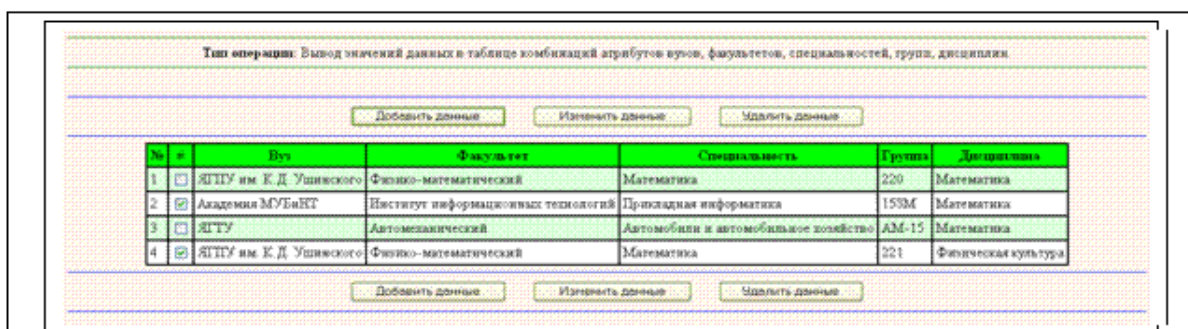 Тип операции: Вывод значений данных в таблице комбинаций атрибутов вузов, факультетов, специальностей, групп, дисциплин.
Добавить данные Изменить данные Удалить данные
№ # Вуз Факультет Специальность Группа Дисциплина
1 ЯГПУ им. К.Д. Ушинского Физико-математический Математика 220 Математика
2 Академия МУБиНТ Институт информационных технологий Прикладная информатика 153М Математика
3 ЯГТУ Автомеханический Автомобили и автомобильное хозяйство АМ-15 Математика
4 ЯГПУ им. К.Д. Ушинского Физико-математический Математика 221 Физическая культура
Добавить данные Изменить данные Удалить данные